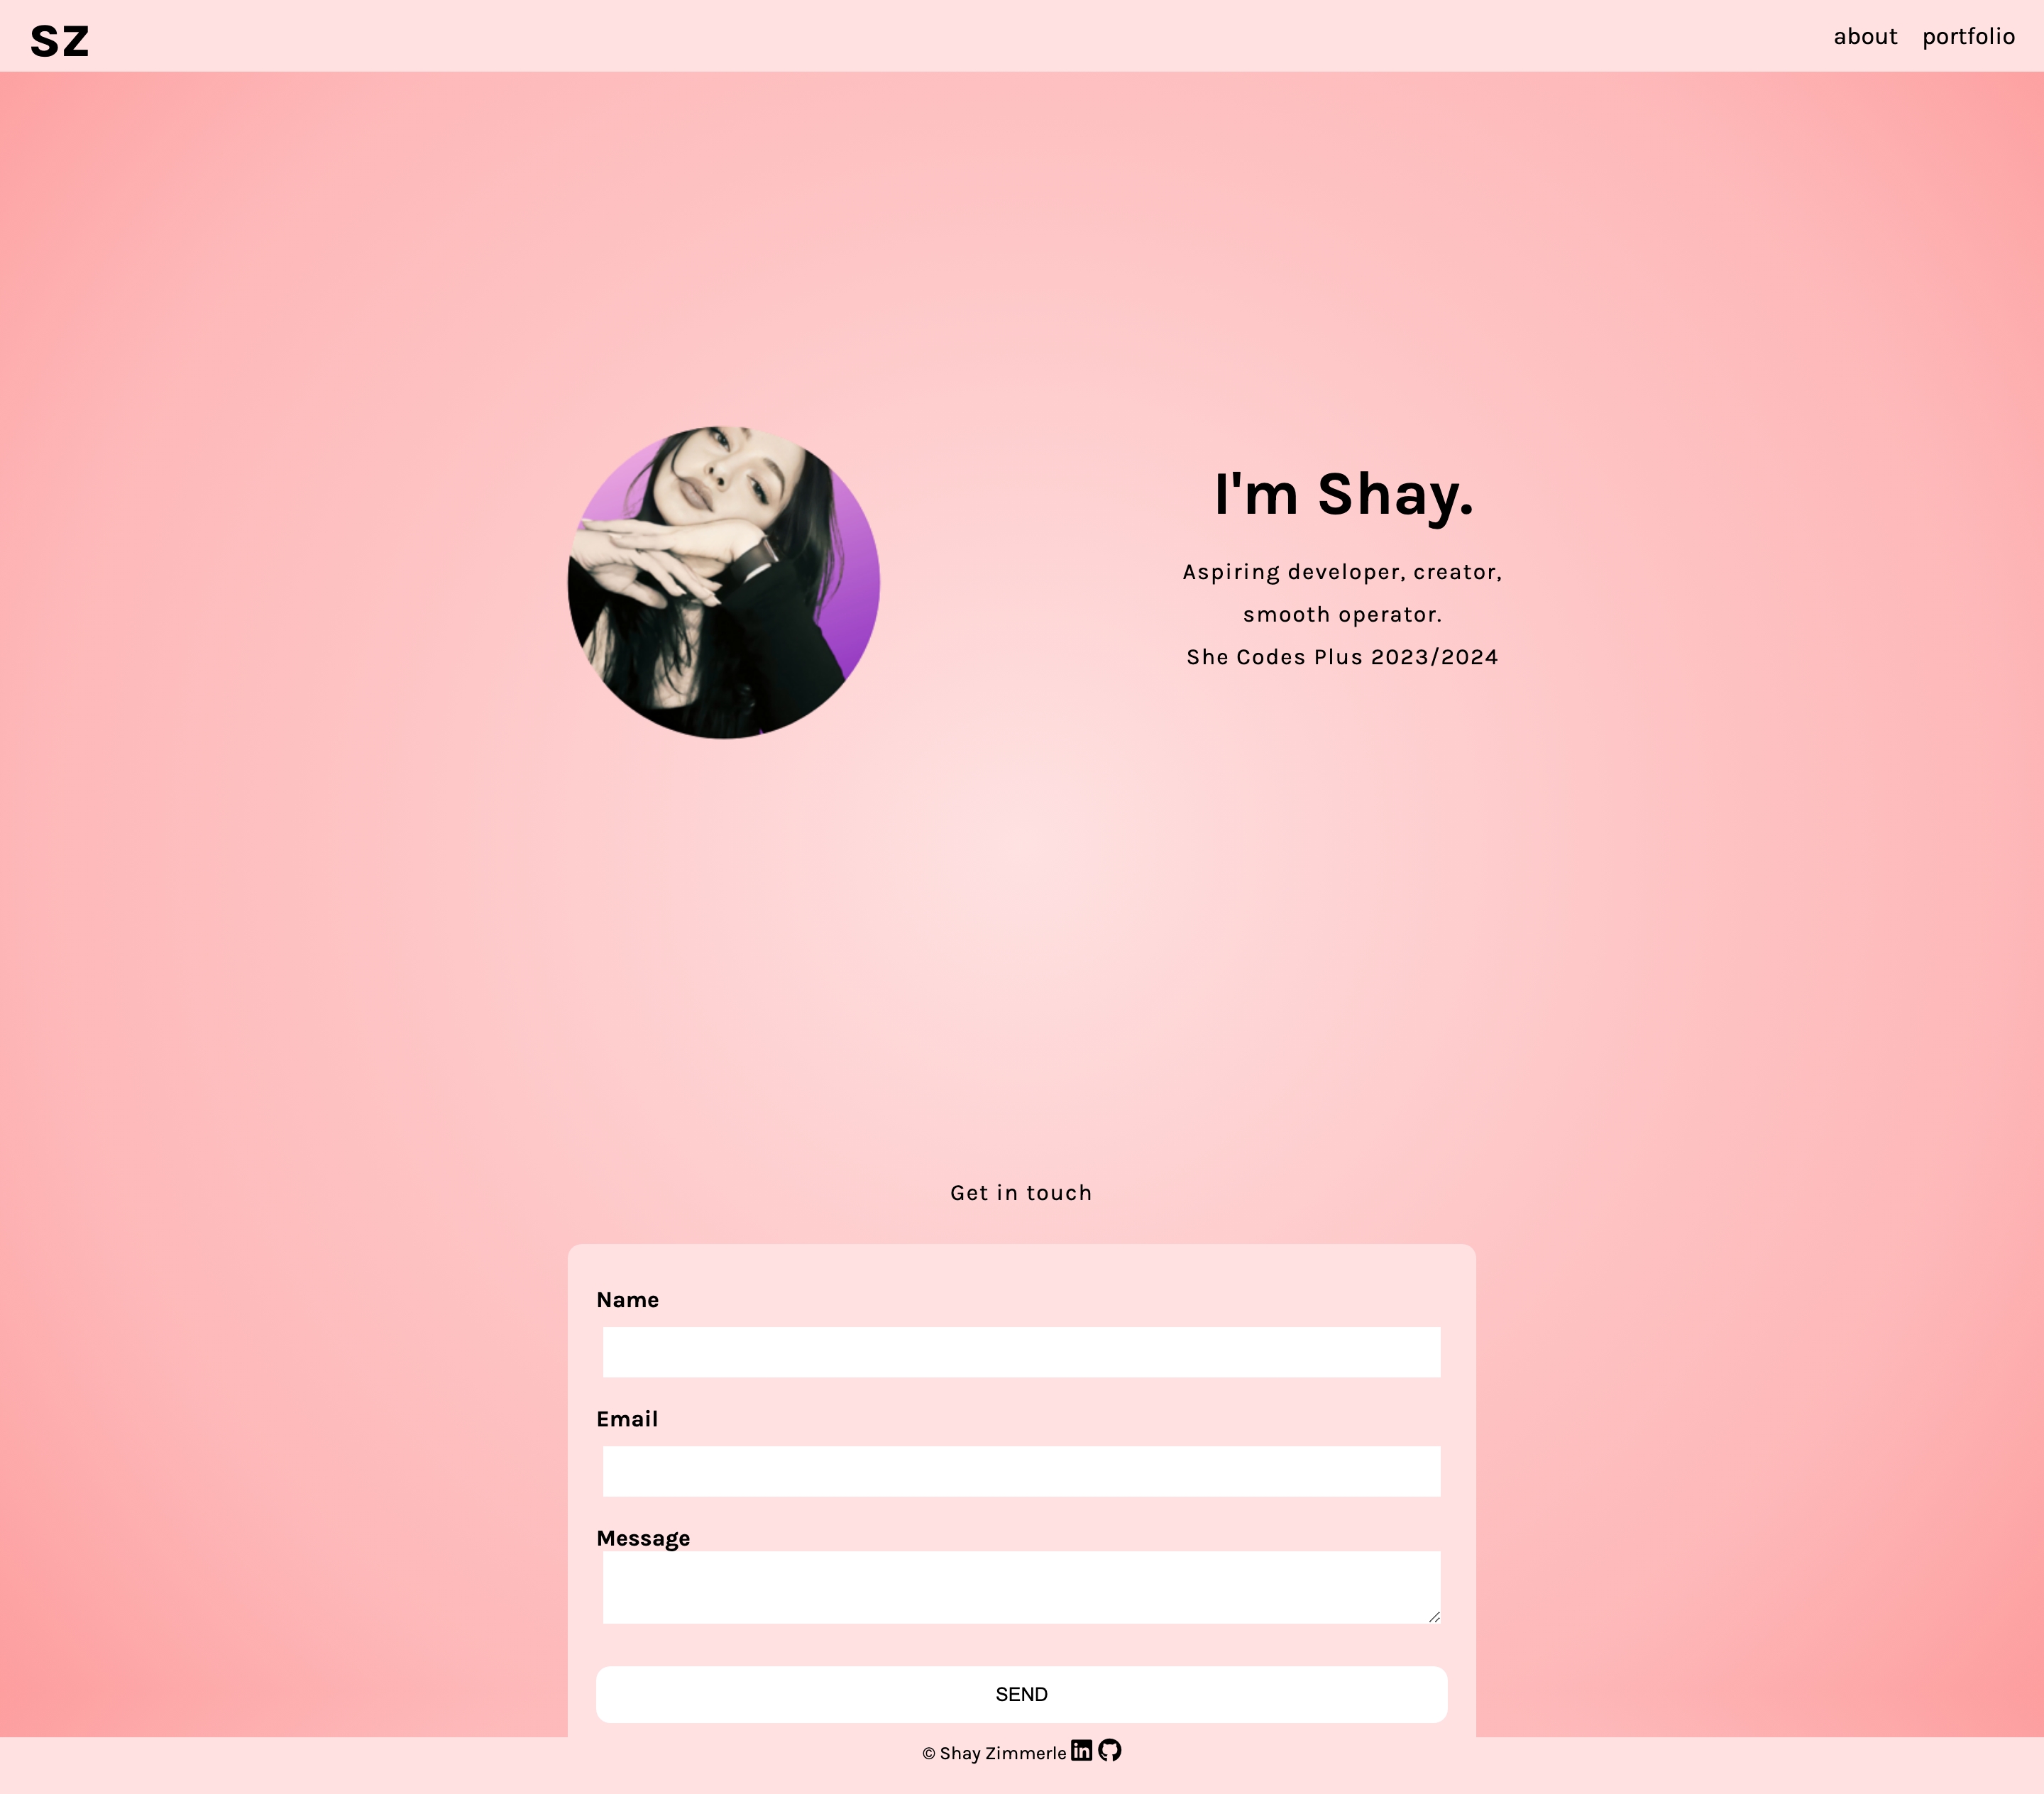 sz
about portfolio
I'm Shay.
Aspiring developer, creator,
smooth operator.
She Codes Plus 2023/2024
Get in touch
Name
Email
Message
SEND
© Shay Zimmerle in